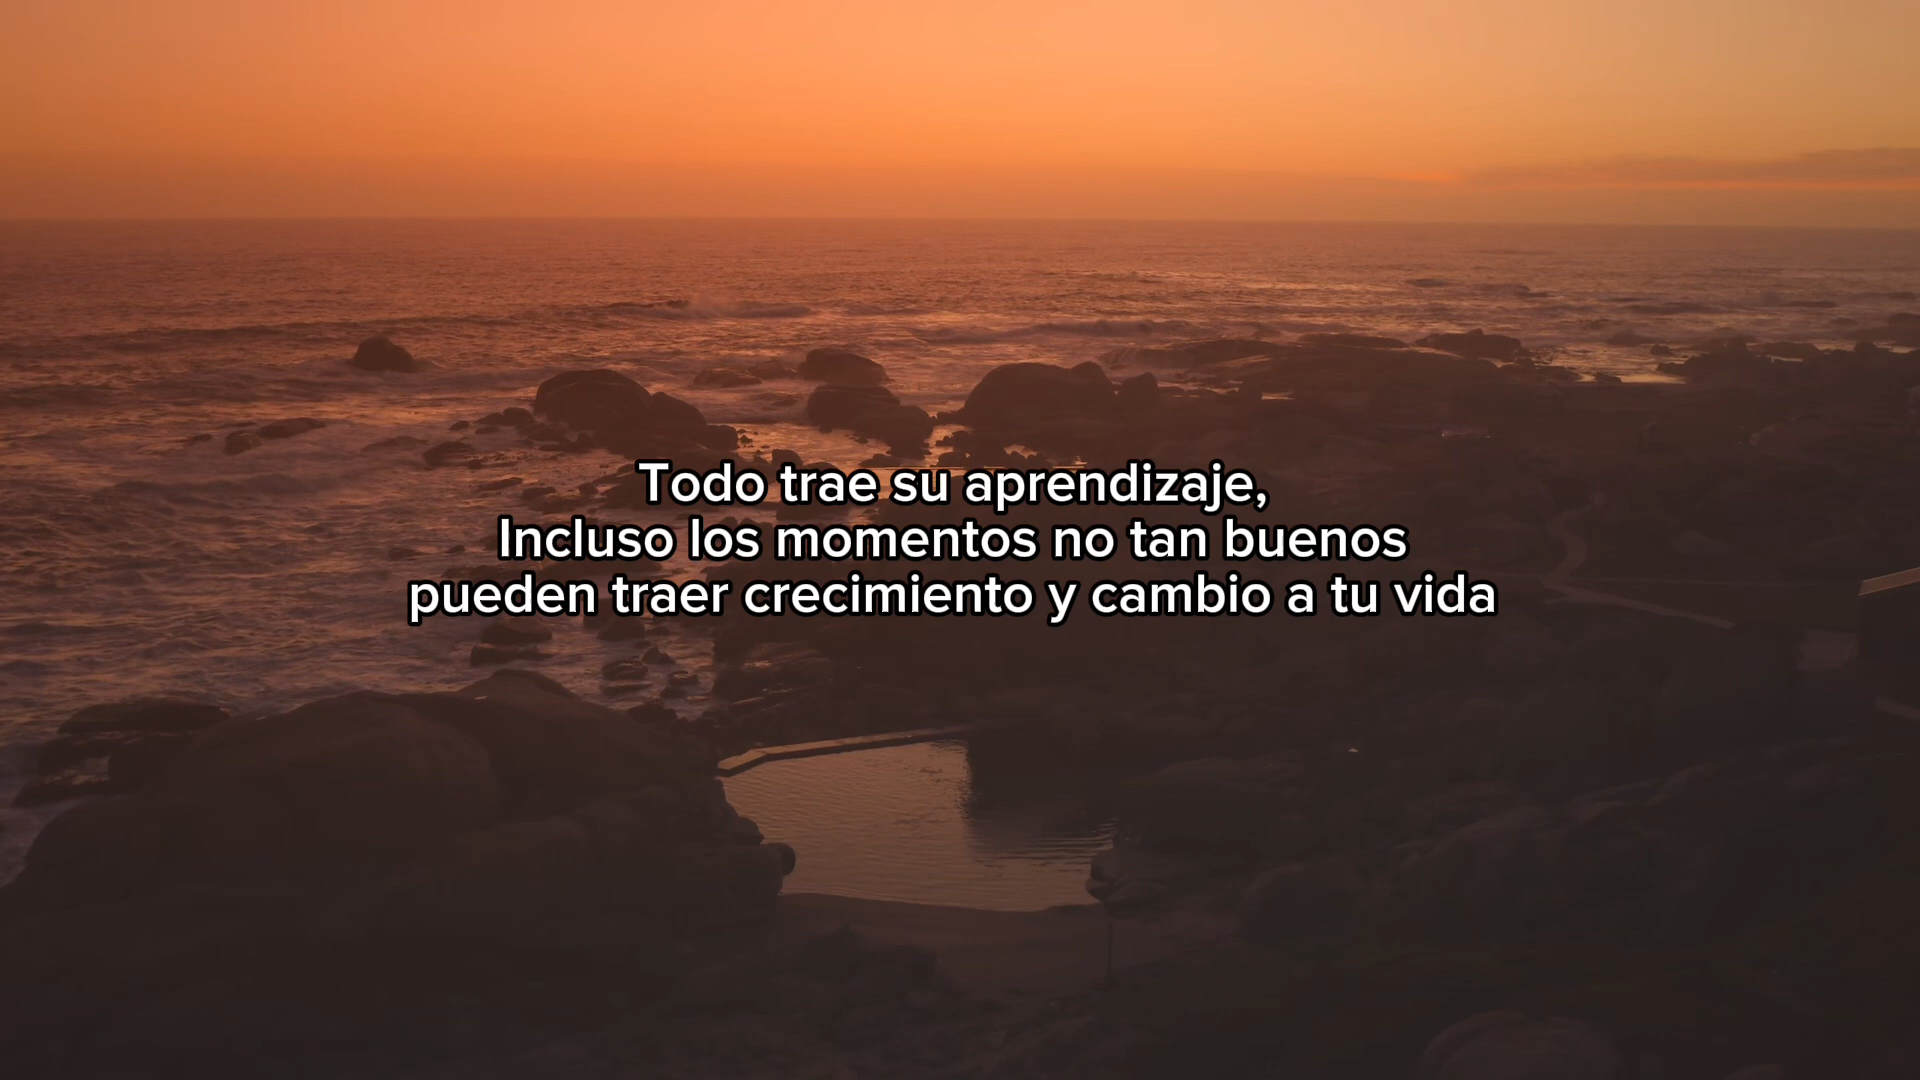 Todo trae su aprendizaje,
Incluso los momentos no tan buenos
pueden traer crecimiento y cambio a tu vida